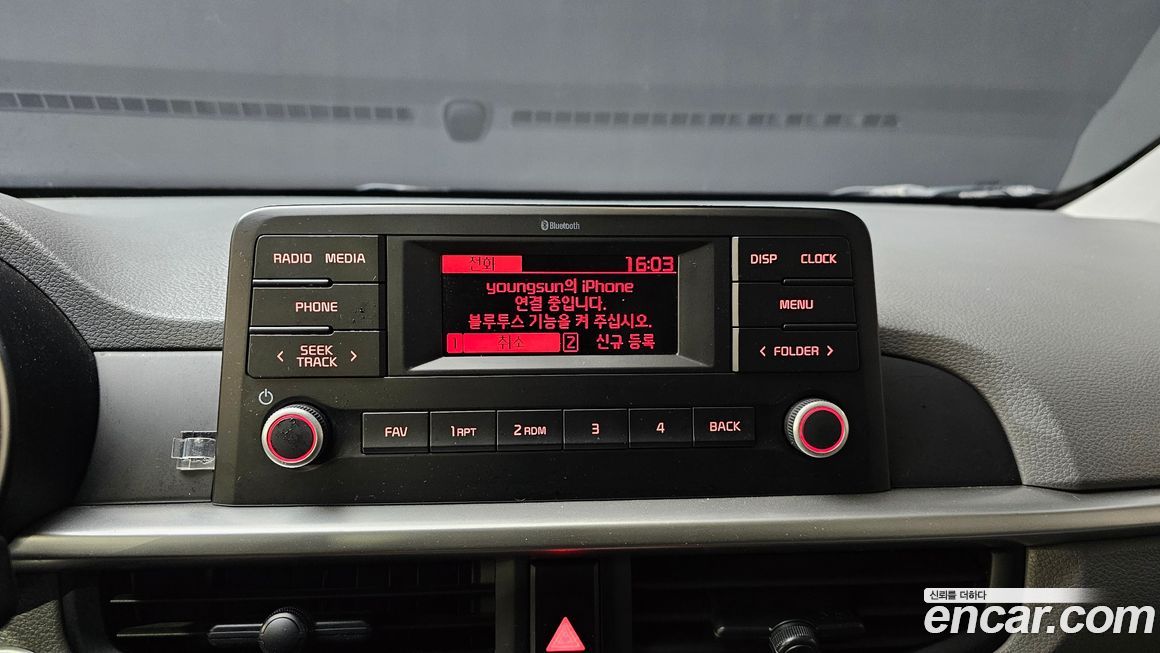 Bluetooth
RADIO MEDIA
PHONE
SEEK
TRACK
전화 16:03
youngsun의 iPhone
연결 중입니다.
블루투스 기능을 켜 주십시오.
1 취소 2 신규 등록
DISP CLOCK
MENU
FOLDER
FAV 1 RPT 2 RDM 3 4 BACK
신뢰를 더하다
encar.com